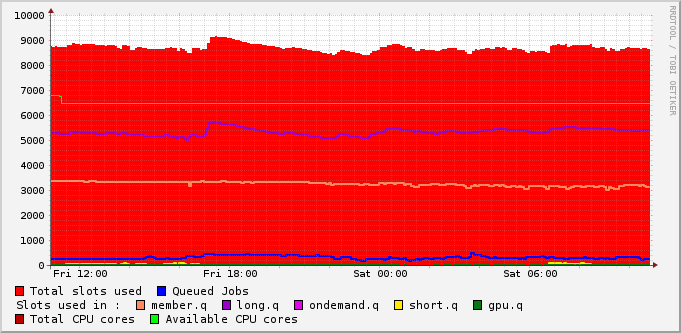 RRDTOOL / TOBI OETIKER
10000
9000
8000
7000
6000
5000
4000
3000
2000
1000
0
Fri 12:00 Fri 18:00 Sat 00:00 Sat 06:00
Total slots used Queued Jobs
Slots used in : member.q long.q ondemand.q short.q gpu.q
Total CPU cores Available CPU cores